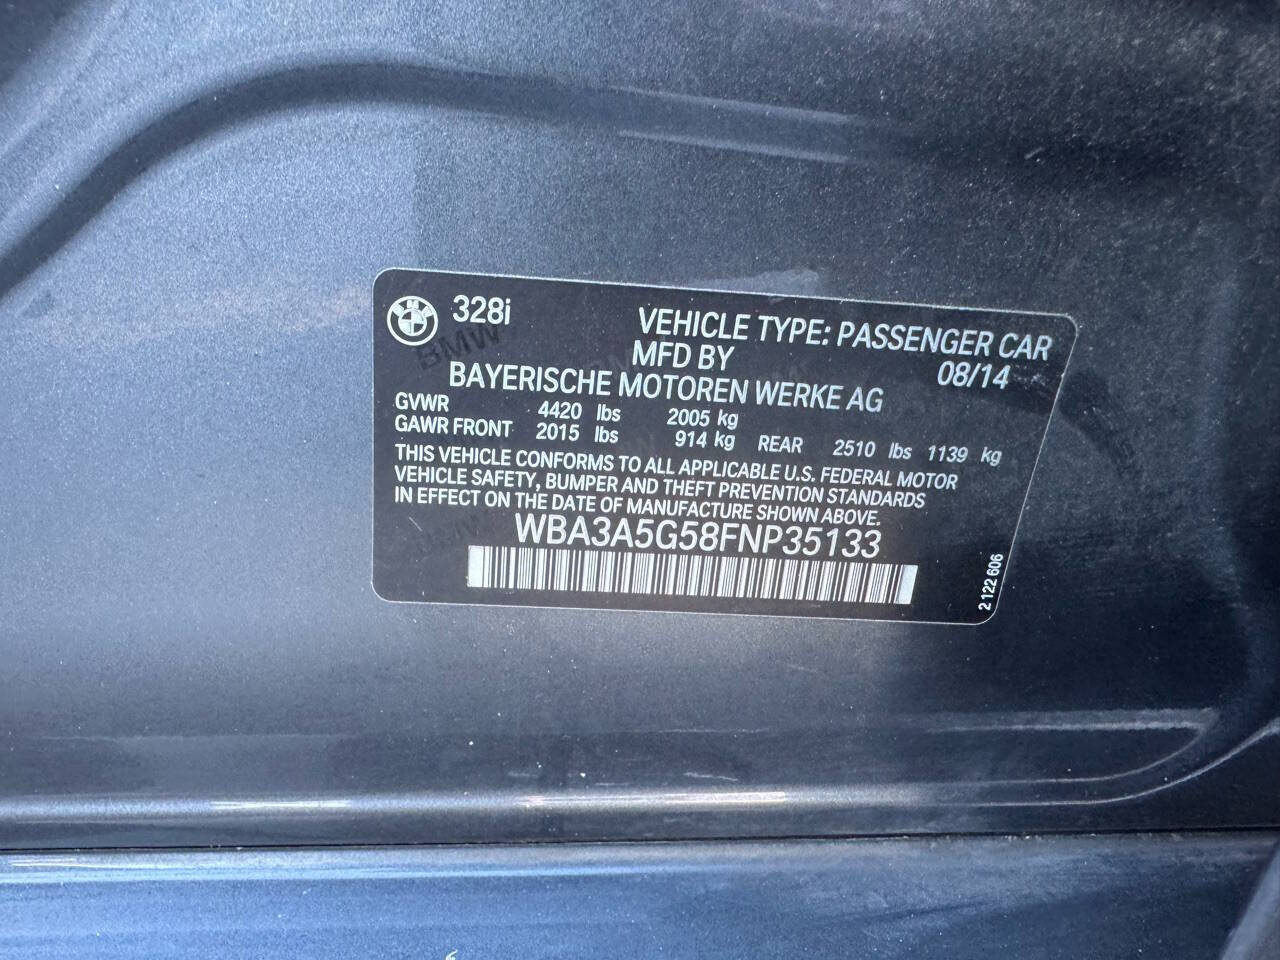 328i
VEHICLE TYPE: PASSENGER CAR
MFD BY 08/14
BAYERISCHE MOTOREN WERKE AG
GVWR 4420 lbs 2005 kg
GAWR FRONT 2015 lbs 914 kg REAR 2510 lbs 1139 kg
THIS VEHICLE CONFORMS TO ALL APPLICABLE U.S. FEDERAL MOTOR
VEHICLE SAFETY, BUMPER AND THEFT PREVENTION STANDARDS
IN EFFECT ON THE DATE OF MANUFACTURE SHOWN ABOVE.
WBA3A5G58FNP35133
2 122 606
BMW